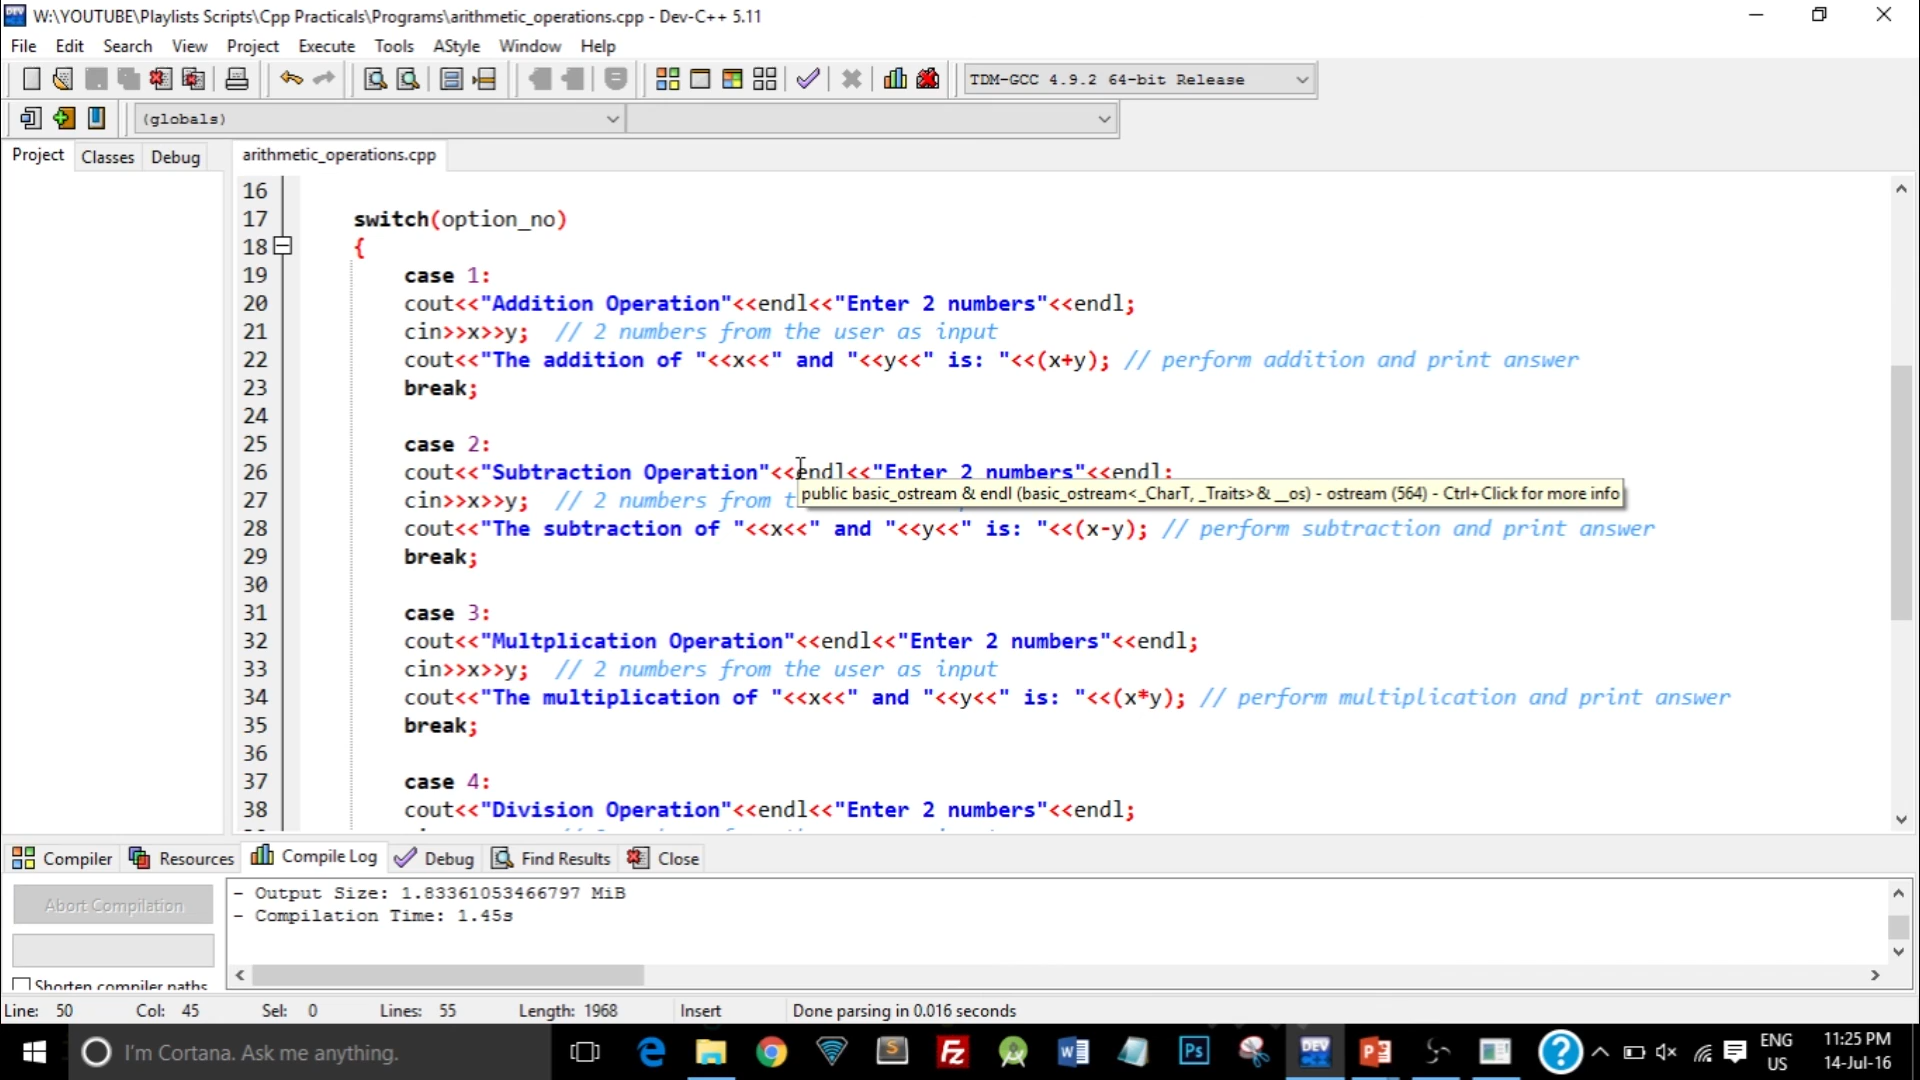 W:\YOUTUBE\Playlists Scripts\Cpp Practicals\Programs\arithmetic_operations.cpp - Dev-C++ 5.11
File Edit Search View Project Execute Tools AStyle Window Help
TDM-GCC 4.9.2 64-bit Release
(globals)
Project Classes Debug
arithmetic_operations.cpp
16
17 switch(option_no)
18 {
19 case 1:
20 cout<<"Addition Operation"<<endl<<"Enter 2 numbers"<<endl;
21 cin>>x>>y; // 2 numbers from the user as input
22 cout<<"The addition of "<<x<<" and "<<y<<" is: "<<(x+y); // perform addition and print answer
23 break;
24
25 case 2:
26 cout<<"Subtraction Operation"<<endl<<"Enter 2 numbers"<<endl;
public basic_ostream & endl (basic_ostream<_CharT, _Traits>& __os) - ostream (564) - Ctrl+Click for more info
27 cin>>x>>y; // 2 numbers from
28 cout<<"The subtraction of "<<x<<" and "<<y<<" is: "<<(x-y); // perform subtraction and print answer
29 break;
30
31 case 3:
32 cout<<"Multplication Operation"<<endl<<"Enter 2 numbers"<<endl;
33 cin>>x>>y; // 2 numbers from the user as input
34 cout<<"The multiplication of "<<x<<" and "<<y<<" is: "<<(x*y); // perform multiplication and print answer
35 break;
36
37 case 4:
38 cout<<"Division Operation"<<endl<<"Enter 2 numbers"<<endl;
Compiler Resources Compile Log Debug Find Results Close
Abort Compilation
- Output Size: 1.83361053466797 MiB
- Compilation Time: 1.45s
Shorten compiler paths
Line: 50 Col: 45 Sel: 0 Lines: 55 Length: 1968 Insert Done parsing in 0.016 seconds
I'm Cortana. Ask me anything.
ENG
US
11:25 PM
14-Jul-16